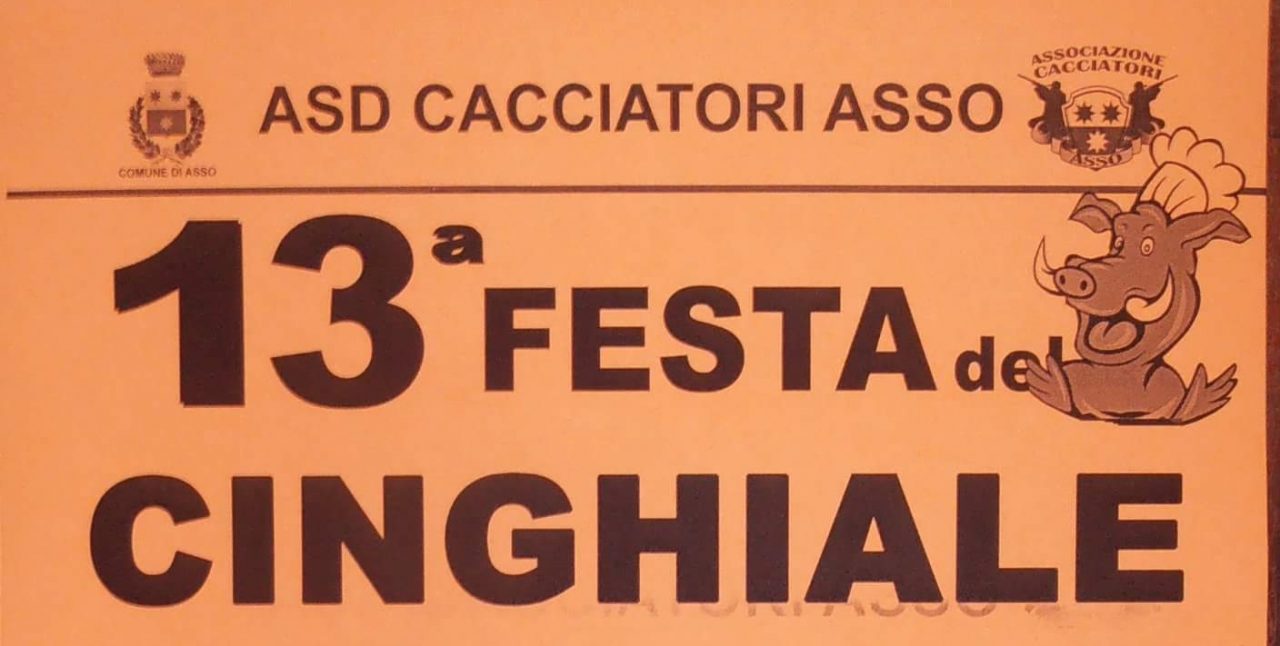 ASD CACCIATORI ASSO
COMUNE DI ASSO
ASSOCIAZIONE
CACCIATORI
ASSO
13ª FESTA del
CINGHIALE